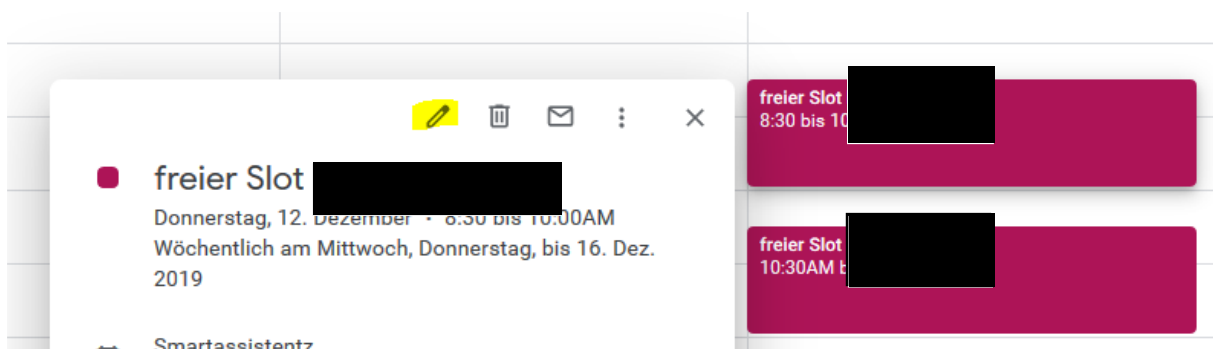 freier Slot
Donnerstag, 12. Dezember · 8:30 bis 10:00AM
Wöchentlich am Mittwoch, Donnerstag, bis 16. Dez.
2019
Smartassistentz
freier Slot
8:30 bis 10
freier Slot
10:30AM b